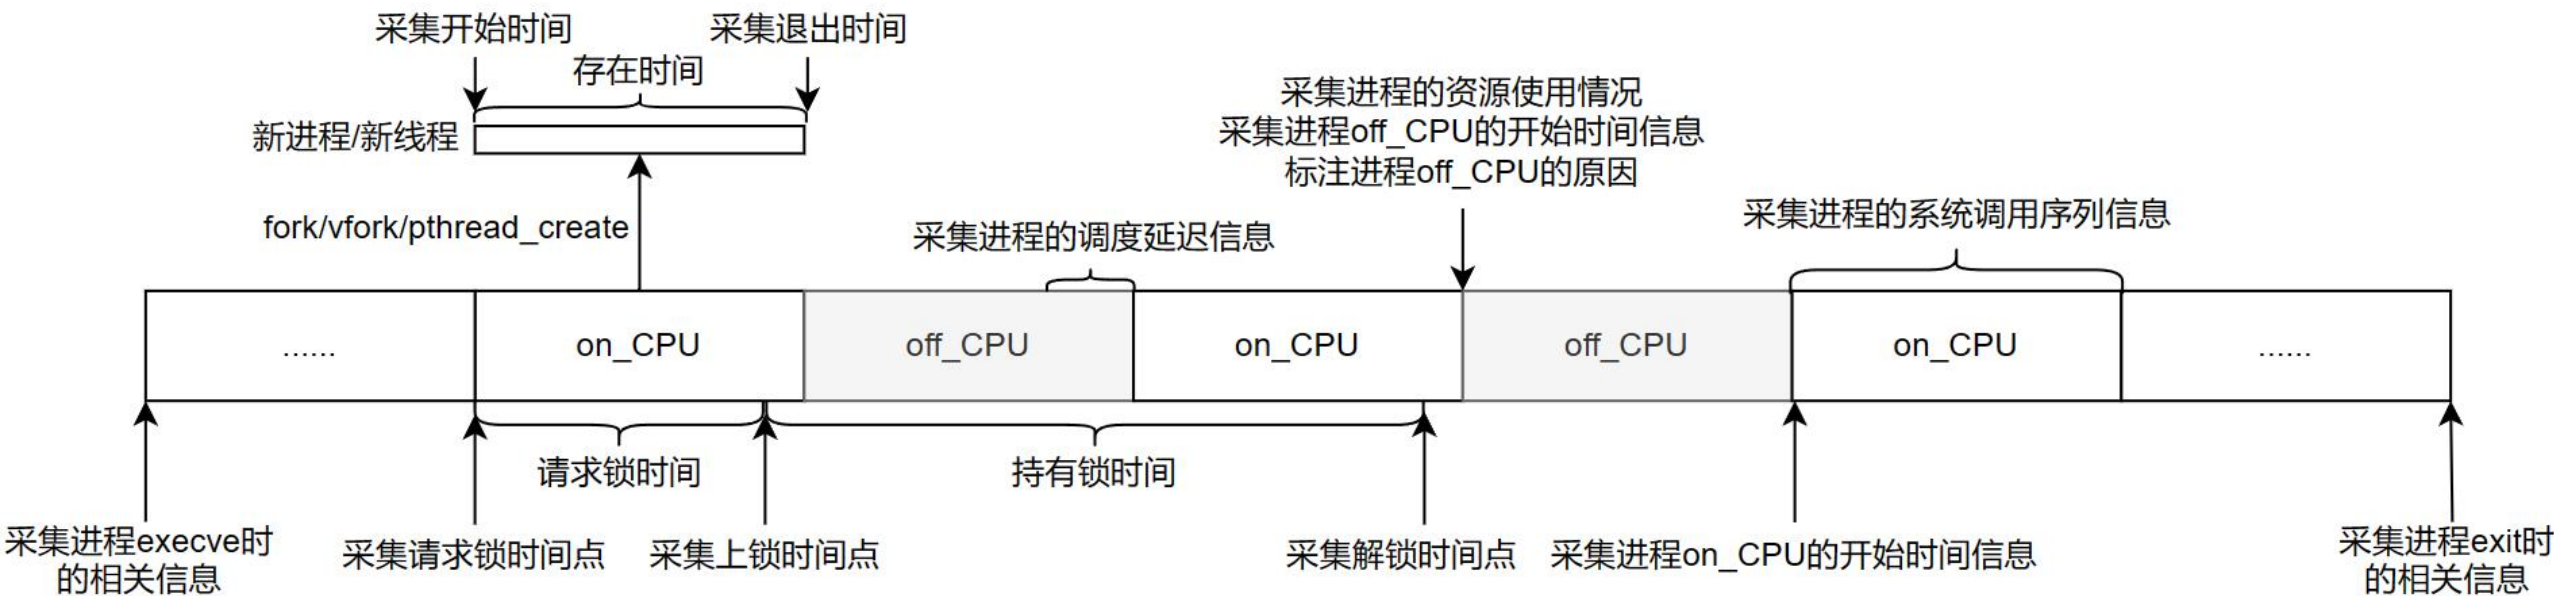 采集开始时间
采集退出时间
存在时间
新进程/新线程
采集进程的资源使用情况
采集进程off_CPU的开始时间信息
标注进程off_CPU的原因
fork/vfork/pthread_create
采集进程的调度延迟信息
采集进程的系统调用序列信息
......
on_CPU
off_CPU
on_CPU
off_CPU
on_CPU
......
请求锁时间
持有锁时间
采集进程execve时
的相关信息
采集请求锁时间点
采集上锁时间点
采集解锁时间点
采集进程on_CPU的开始时间信息
采集进程exit时
的相关信息